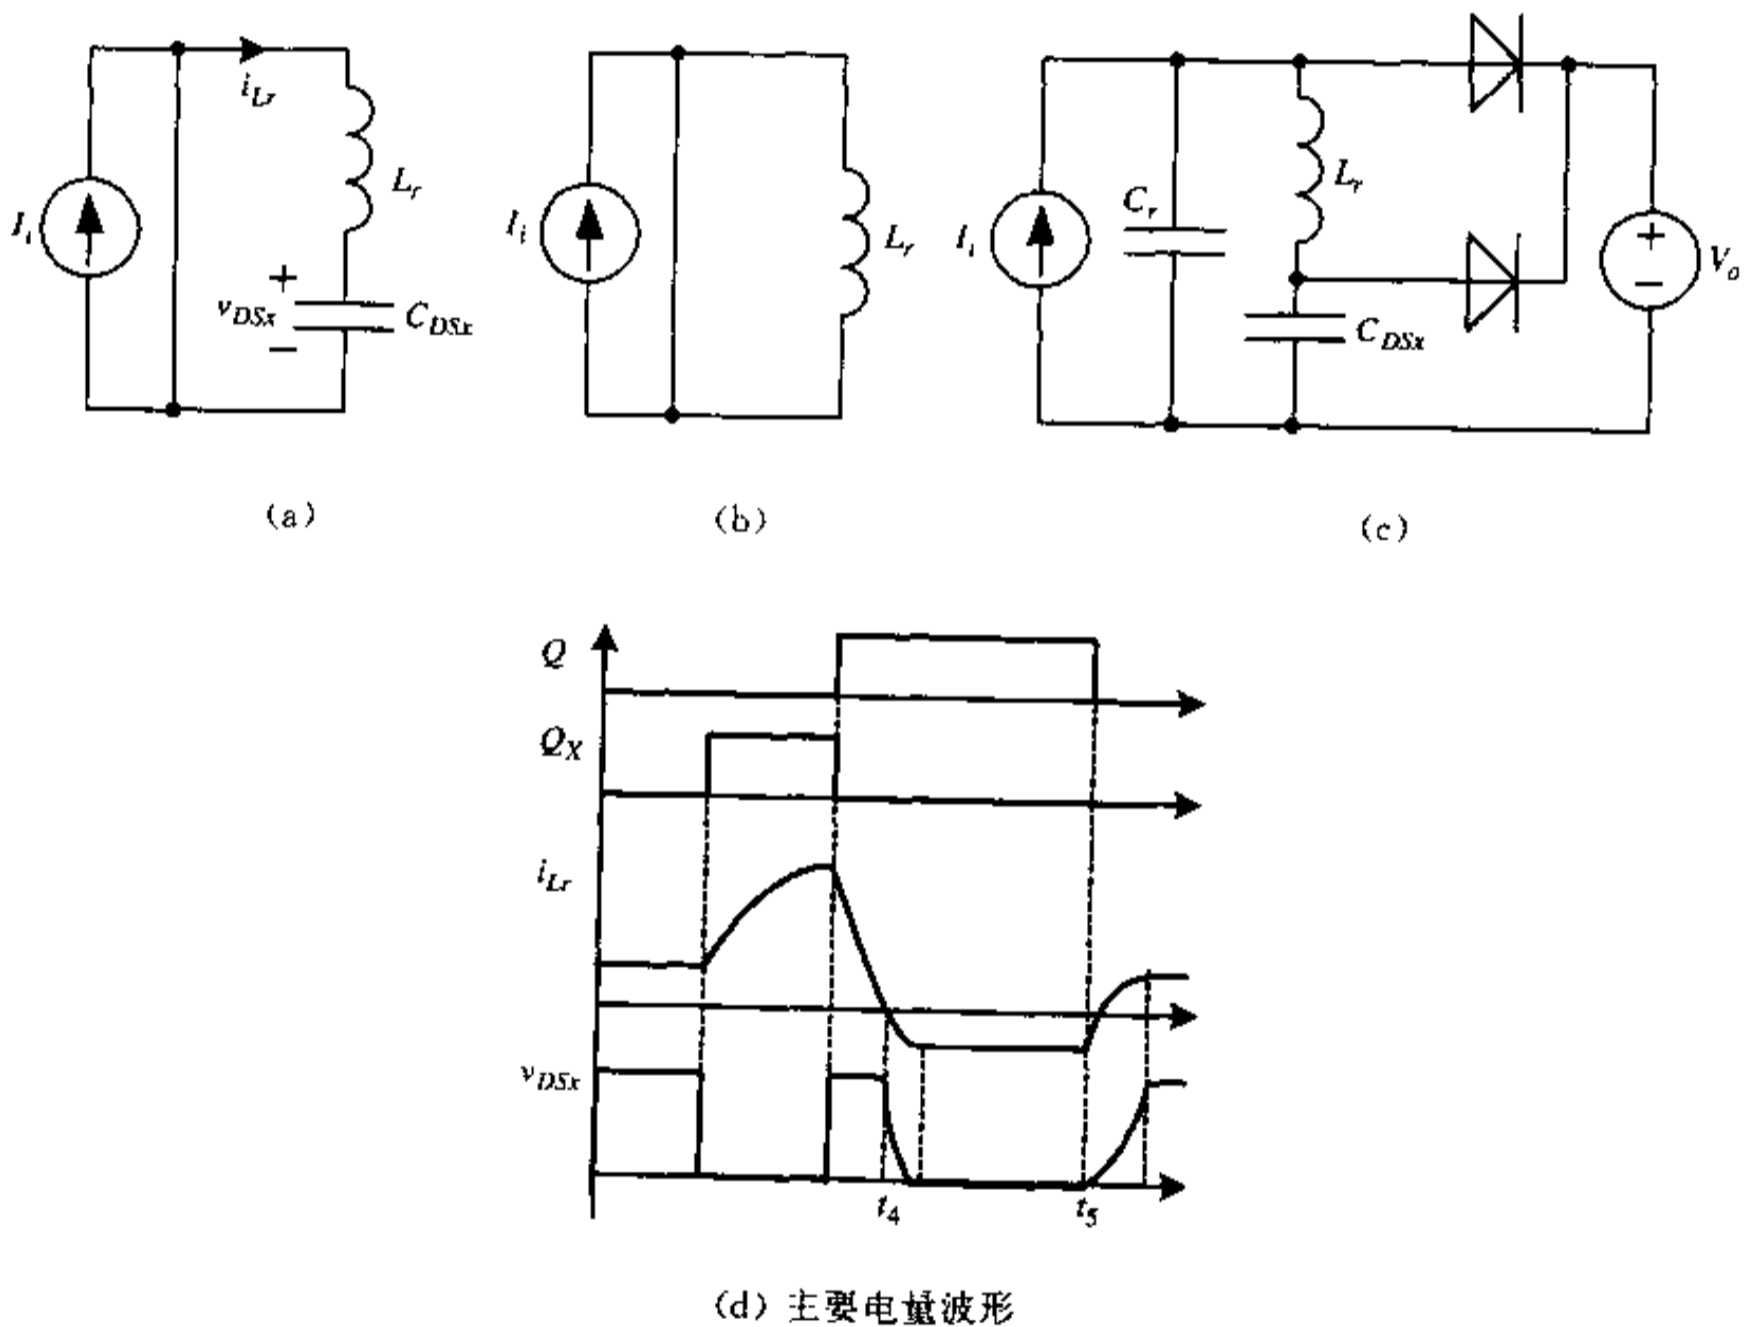 i_Lr
L_r
I_i
+
v_DSx
C_DSx
−
(a)
I_i
L_r
(b)
C_r
L_r
I_i
+
−
V_o
C_DSx
(c)
Q
Q_X
i_Lr
v_DSx
t_4
t_5
(d) 主要电量波形